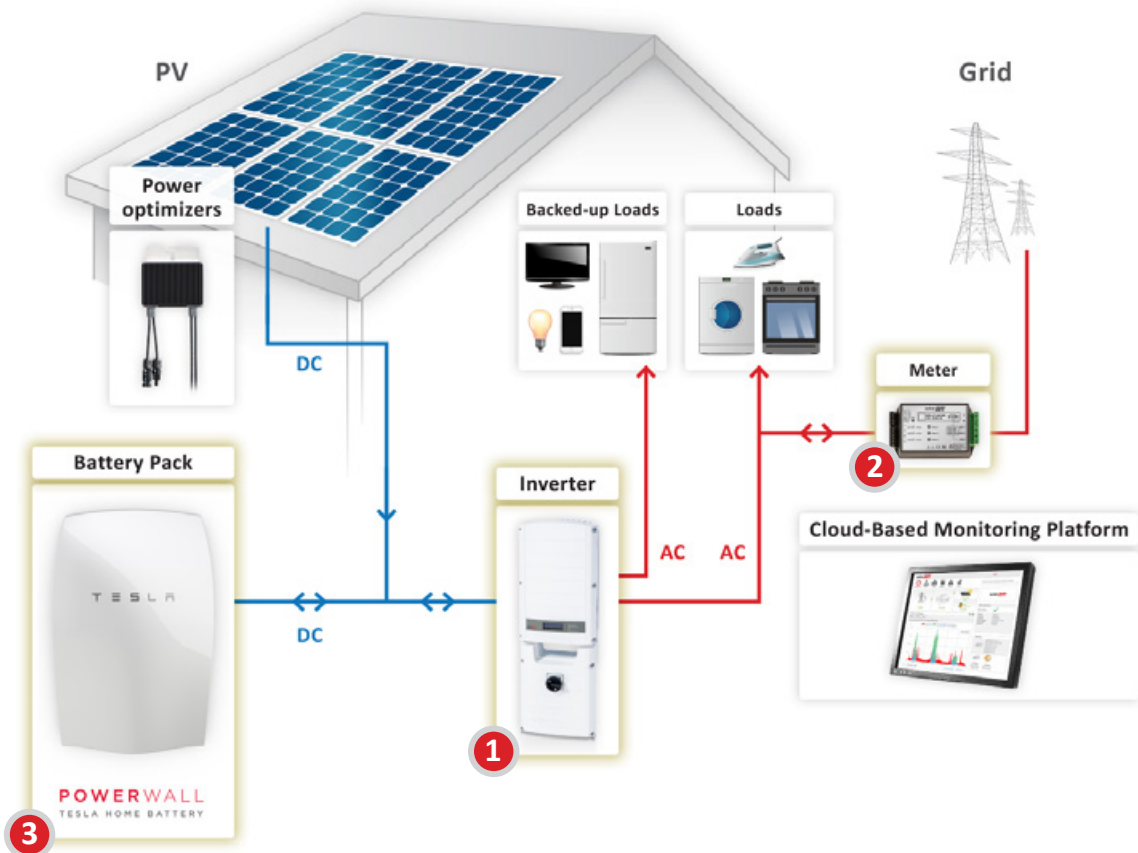 PV
Grid
Power
optimizers
Backed-up Loads
Loads
DC
Meter
2
Battery Pack
Inverter
Cloud-Based Monitoring Platform
AC
AC
TESLA
DC
1
POWERWALL
TESLA HOME BATTERY
3